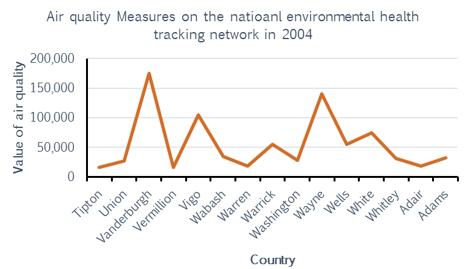 Air quality Measures on the natioanl environmental health
tracking network in 2004
Value of air quality
200,000
150,000
100,000
50,000
0
Tipton
Union
Vanderburgh
Vermillion
Vigo
Wabash
Warren
Warrick
Washington
Wayne
Wells
White
Whitley
Adair
Adams
Country